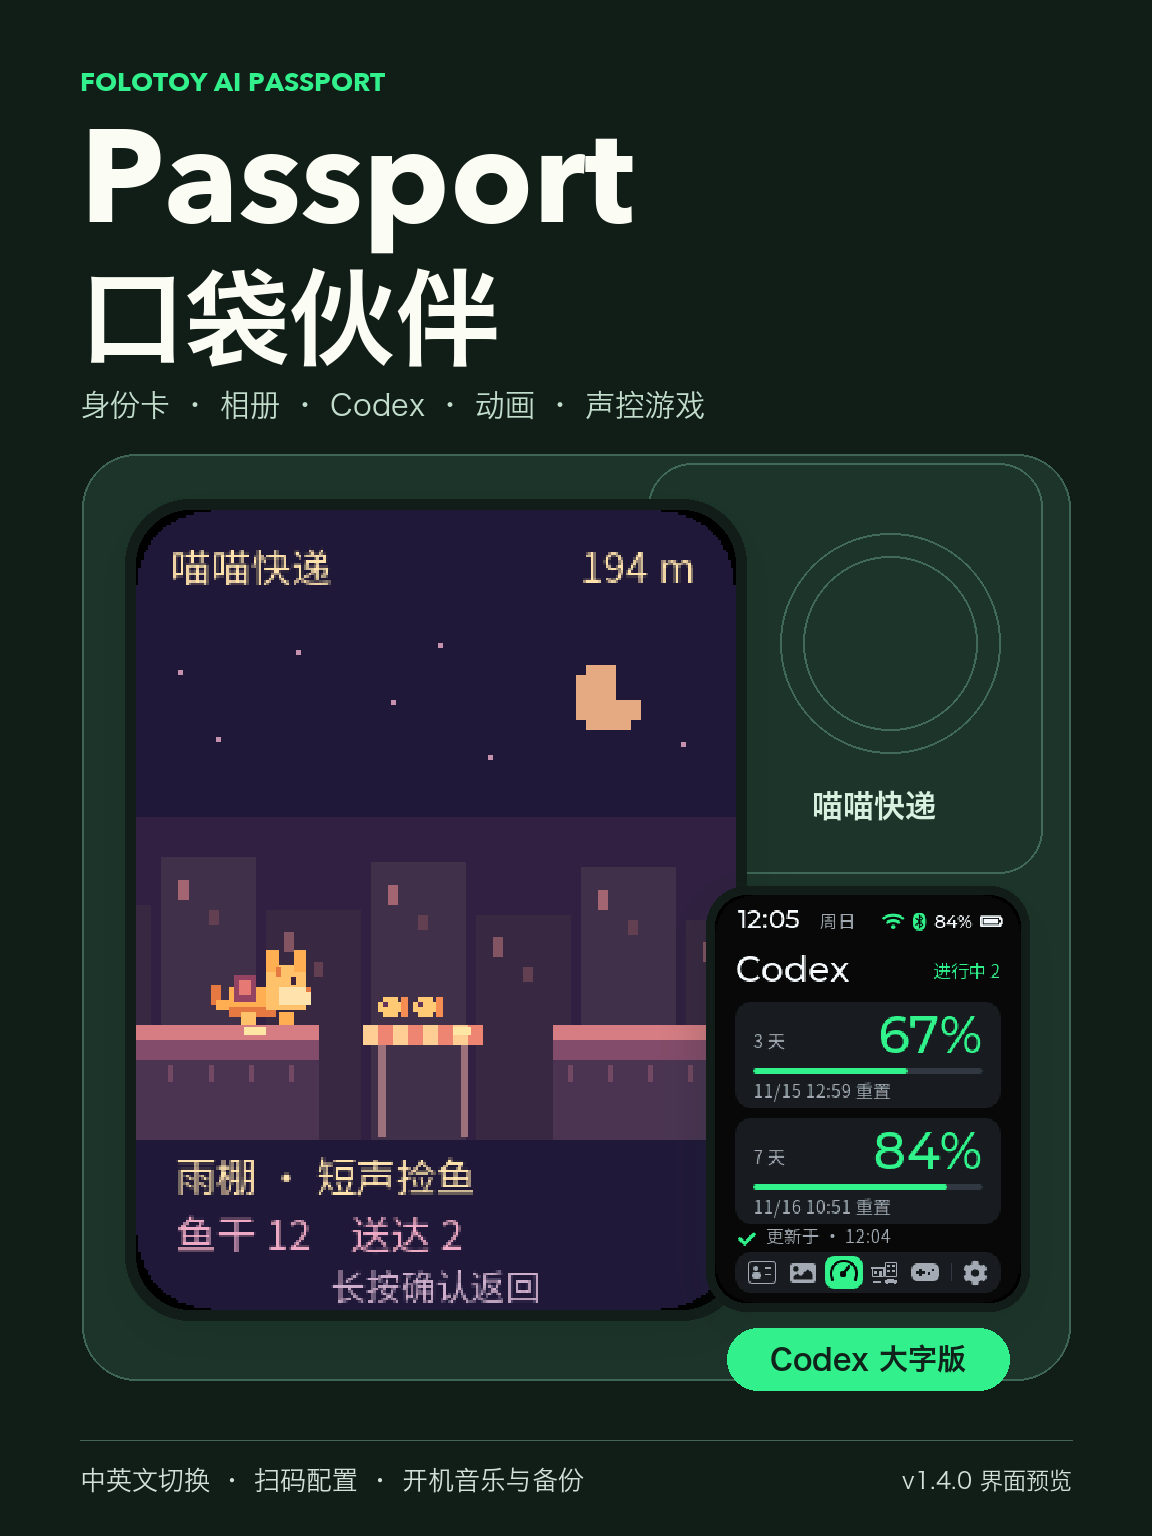 FOLOTOY AI PASSPORT
Passport
口袋伙伴
身份卡 · 相册 · Codex · 动画 · 声控游戏
喵喵快递 194 m
喵喵快递
12:05 周日 84%
Codex 进行中 2
3 天 67%
11/15 12:59 重置
7 天 84%
11/16 10:51 重置
更新于 · 12:04
雨棚 · 短声捡鱼
鱼干 12 送达 2
长按确认返回
Codex 大字版
中英文切换 · 扫码配置 · 开机音乐与备份
v1.4.0 界面预览